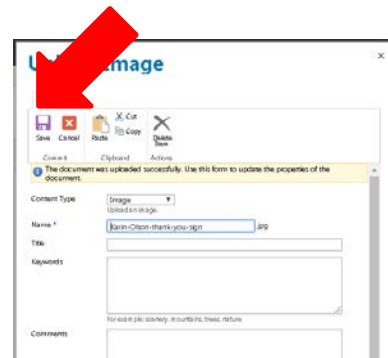 Image
Save Cancel Paste Cut Copy Delete Item
Commit Clipboard Actions
The document was uploaded successfully. Use this form to update the properties of the
document.
Content Type Image
Upload an image.
Name * Karin-Olson-thank-you-sign .jpg
Title
Keywords
For example: scenery, mountains, trees, nature
Comments